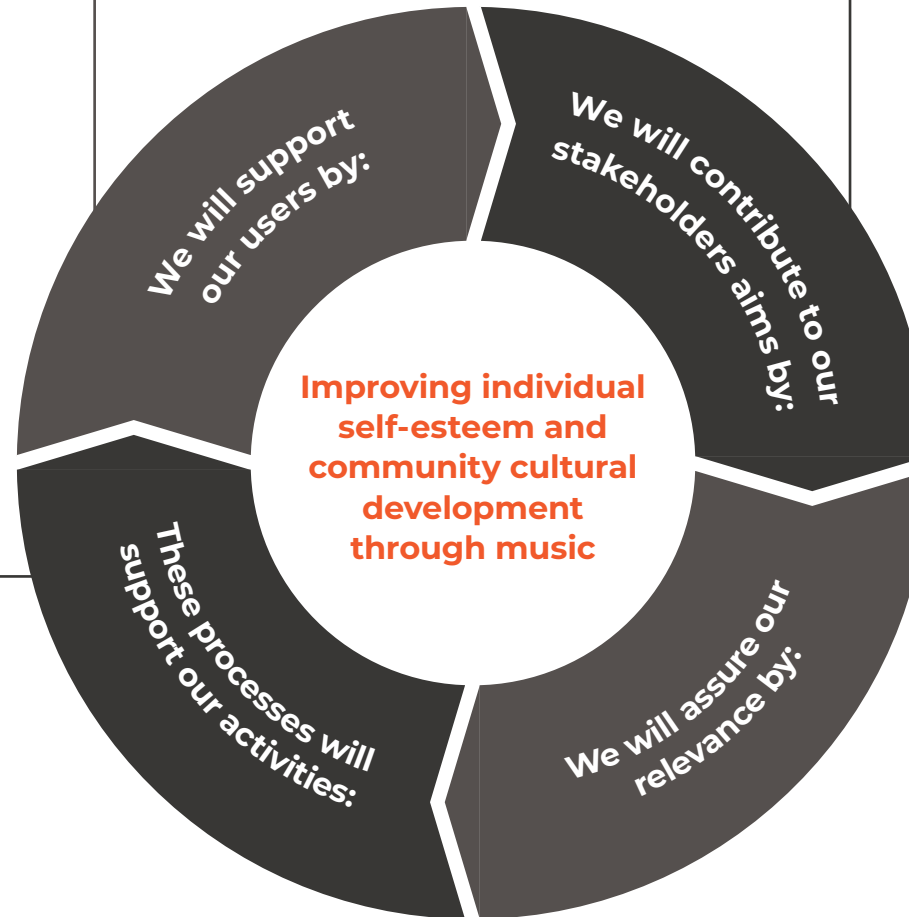 We will support
our users by:
We will contribute to our
stakeholders aims by:
Improving individual
self-esteem and
community cultural
development
through music
These processes will
support our activities:
We will assure our
relevance by: